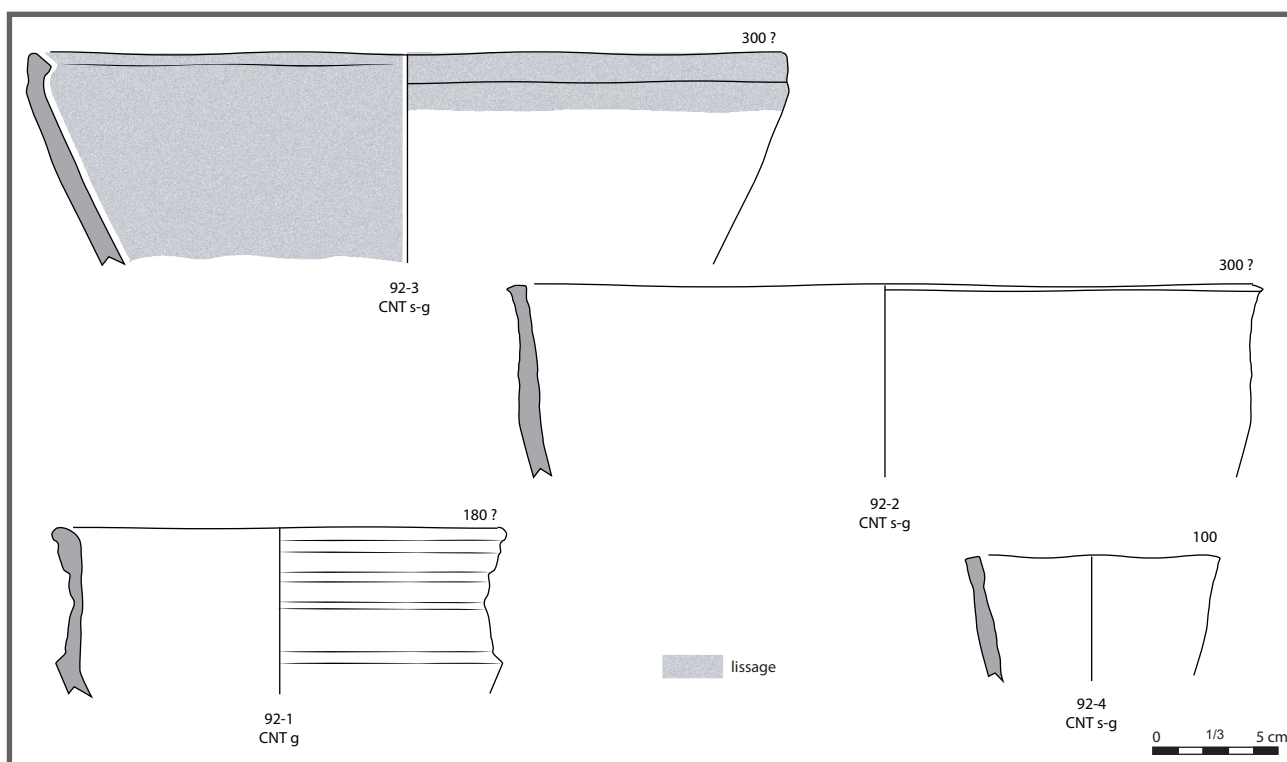 300 ?
92-3
CNT s-g
300 ?
92-2
CNT s-g
180 ?
92-1
CNT g
lissage
100
92-4
CNT s-g
0 1/3 5 cm